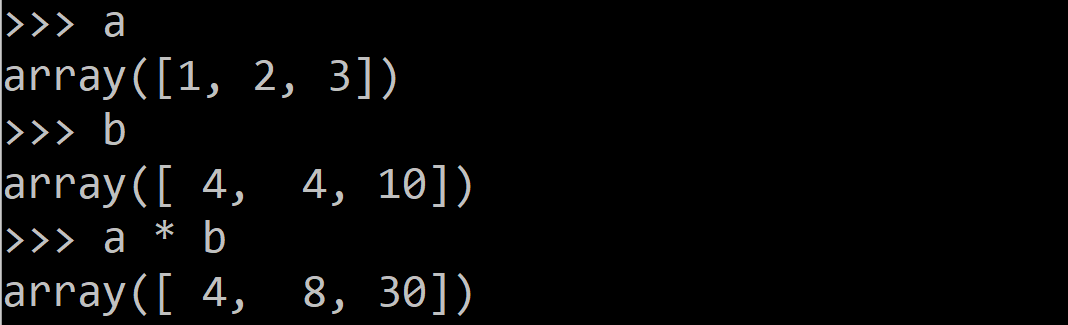 >>> a
array([1, 2, 3])
>>> b
array([ 4,  4, 10])
>>> a * b
array([ 4,  8, 30])